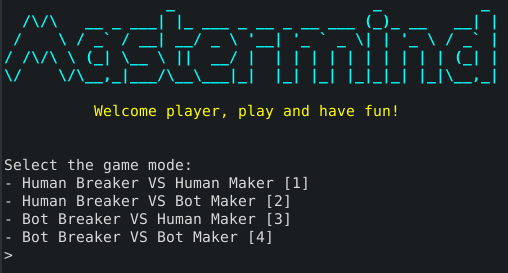 Mastermind
Welcome player, play and have fun!
Select the game mode:
- Human Breaker VS Human Maker [1]
- Human Breaker VS Bot Maker [2]
- Bot Breaker VS Human Maker [3]
- Bot Breaker VS Bot Maker [4]
>